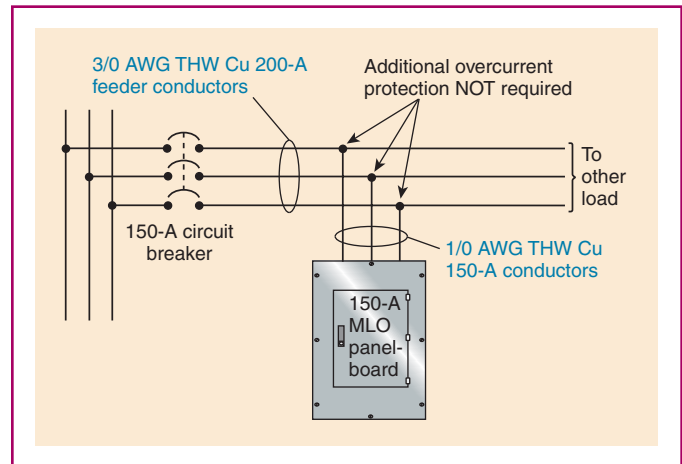 3/0 AWG THW Cu 200-A
feeder conductors
Additional overcurrent
protection NOT required
To
other
load
150-A circuit
breaker
1/0 AWG THW Cu
150-A conductors
150-A
MLO
panel-
board